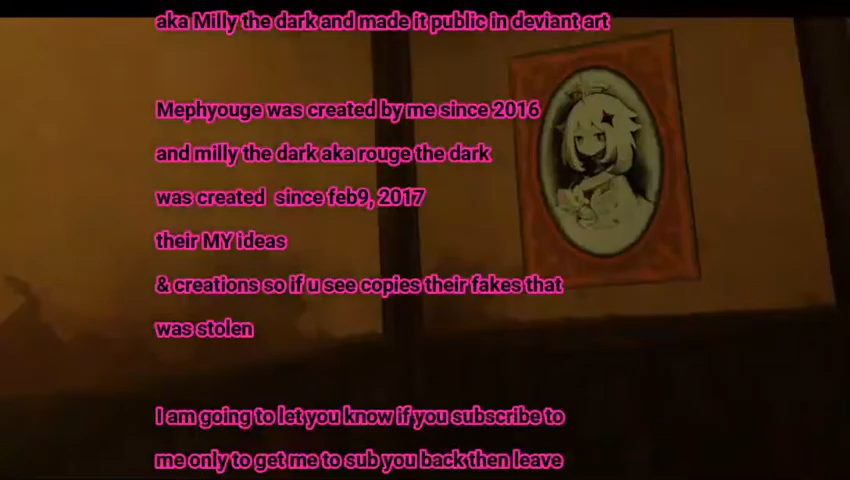 aka Milly the dark and made it public in deviant art
Mephyouge was created by me since 2016
and milly the dark aka rouge the dark
was created since feb9, 2017
their MY ideas
& creations so if u see copies their fakes that
was stolen
I am going to let you know if you subscribe to
me only to get me to sub you back then leave